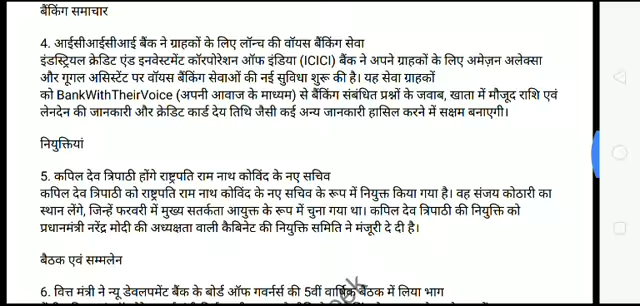 बैंकिंग समाचार
4. आईसीआईसीआई बैंक ने ग्राहकों के लिए लॉन्च की वॉयस बैंकिंग सेवा
इंडस्ट्रियल क्रेडिट एंड इनवेस्टमेंट कॉरपोरेशन ऑफ इंडिया (ICICI) बैंक ने अपने ग्राहकों के लिए अमेज़न अलेक्सा
और गूगल असिस्टेंट पर वॉयस बैंकिंग सेवाओं की नई सुविधा शुरू की है। यह सेवा ग्राहकों
को BankWithTheirVoice (अपनी आवाज के माध्यम) से बैंकिंग संबंधित प्रश्नों के जवाब, खाता में मौजूद राशि एवं
लेनदेन की जानकारी और क्रेडिट कार्ड देय तिथि जैसी कई अन्य जानकारी हासिल करने में सक्षम बनाएगी।
नियुक्तियां
5. कपिल देव त्रिपाठी होंगे राष्ट्रपति राम नाथ कोविंद के नए सचिव
कपिल देव त्रिपाठी को राष्ट्रपति राम नाथ कोविंद के नए सचिव के रूप में नियुक्त किया गया है। वह संजय कोठारी का
स्थान लेंगे, जिन्हें फरवरी में मुख्य सतर्कता आयुक्त के रूप में चुना गया था। कपिल देव त्रिपाठी की नियुक्ति को
प्रधानमंत्री नरेंद्र मोदी की अध्यक्षता वाली कैबिनेट की नियुक्ति समिति ने मंजूरी दे दी है।
बैठक एवं सम्मलेन
6. वित्त मंत्री ने न्यू डेवलपमेंट बैंक के बोर्ड ऑफ गवर्नर्स की 5वीं वार्षिक बैठक में लिया भाग